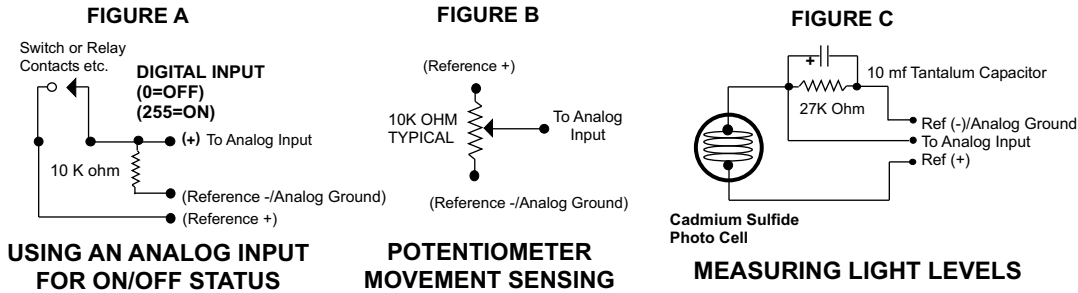 FIGURE A
Switch or Relay
Contacts etc.
DIGITAL INPUT
(0=OFF)
(255=ON)
(+) To Analog Input
10 K ohm
(Reference -/Analog Ground)
(Reference +)
USING AN ANALOG INPUT
FOR ON/OFF STATUS
FIGURE B
(Reference +)
10K OHM
TYPICAL
To Analog
Input
(Reference -/Analog Ground)
POTENTIOMETER
MOVEMENT SENSING
FIGURE C
+
10 mf Tantalum Capacitor
27K Ohm
Ref (-)/Analog Ground
To Analog Input
Ref (+)
Cadmium Sulfide
Photo Cell
MEASURING LIGHT LEVELS